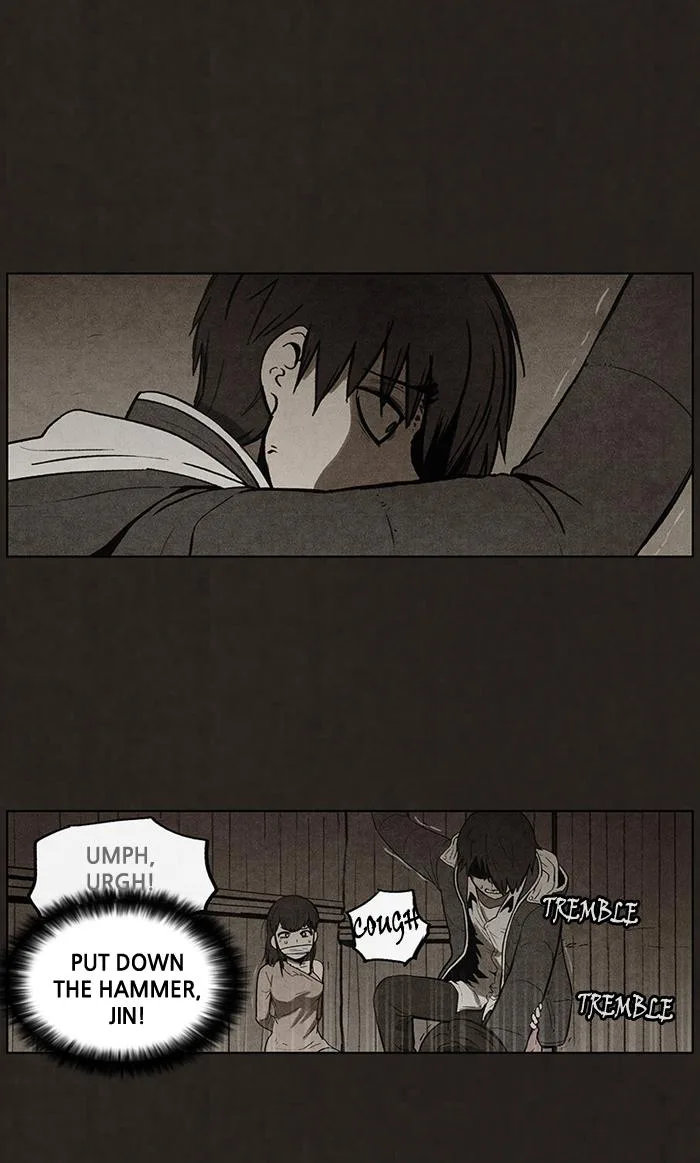 UMPH,
URGH!
PUT DOWN
THE HAMMER,
JIN!
COUGH
TREMBLE
TREMBLE